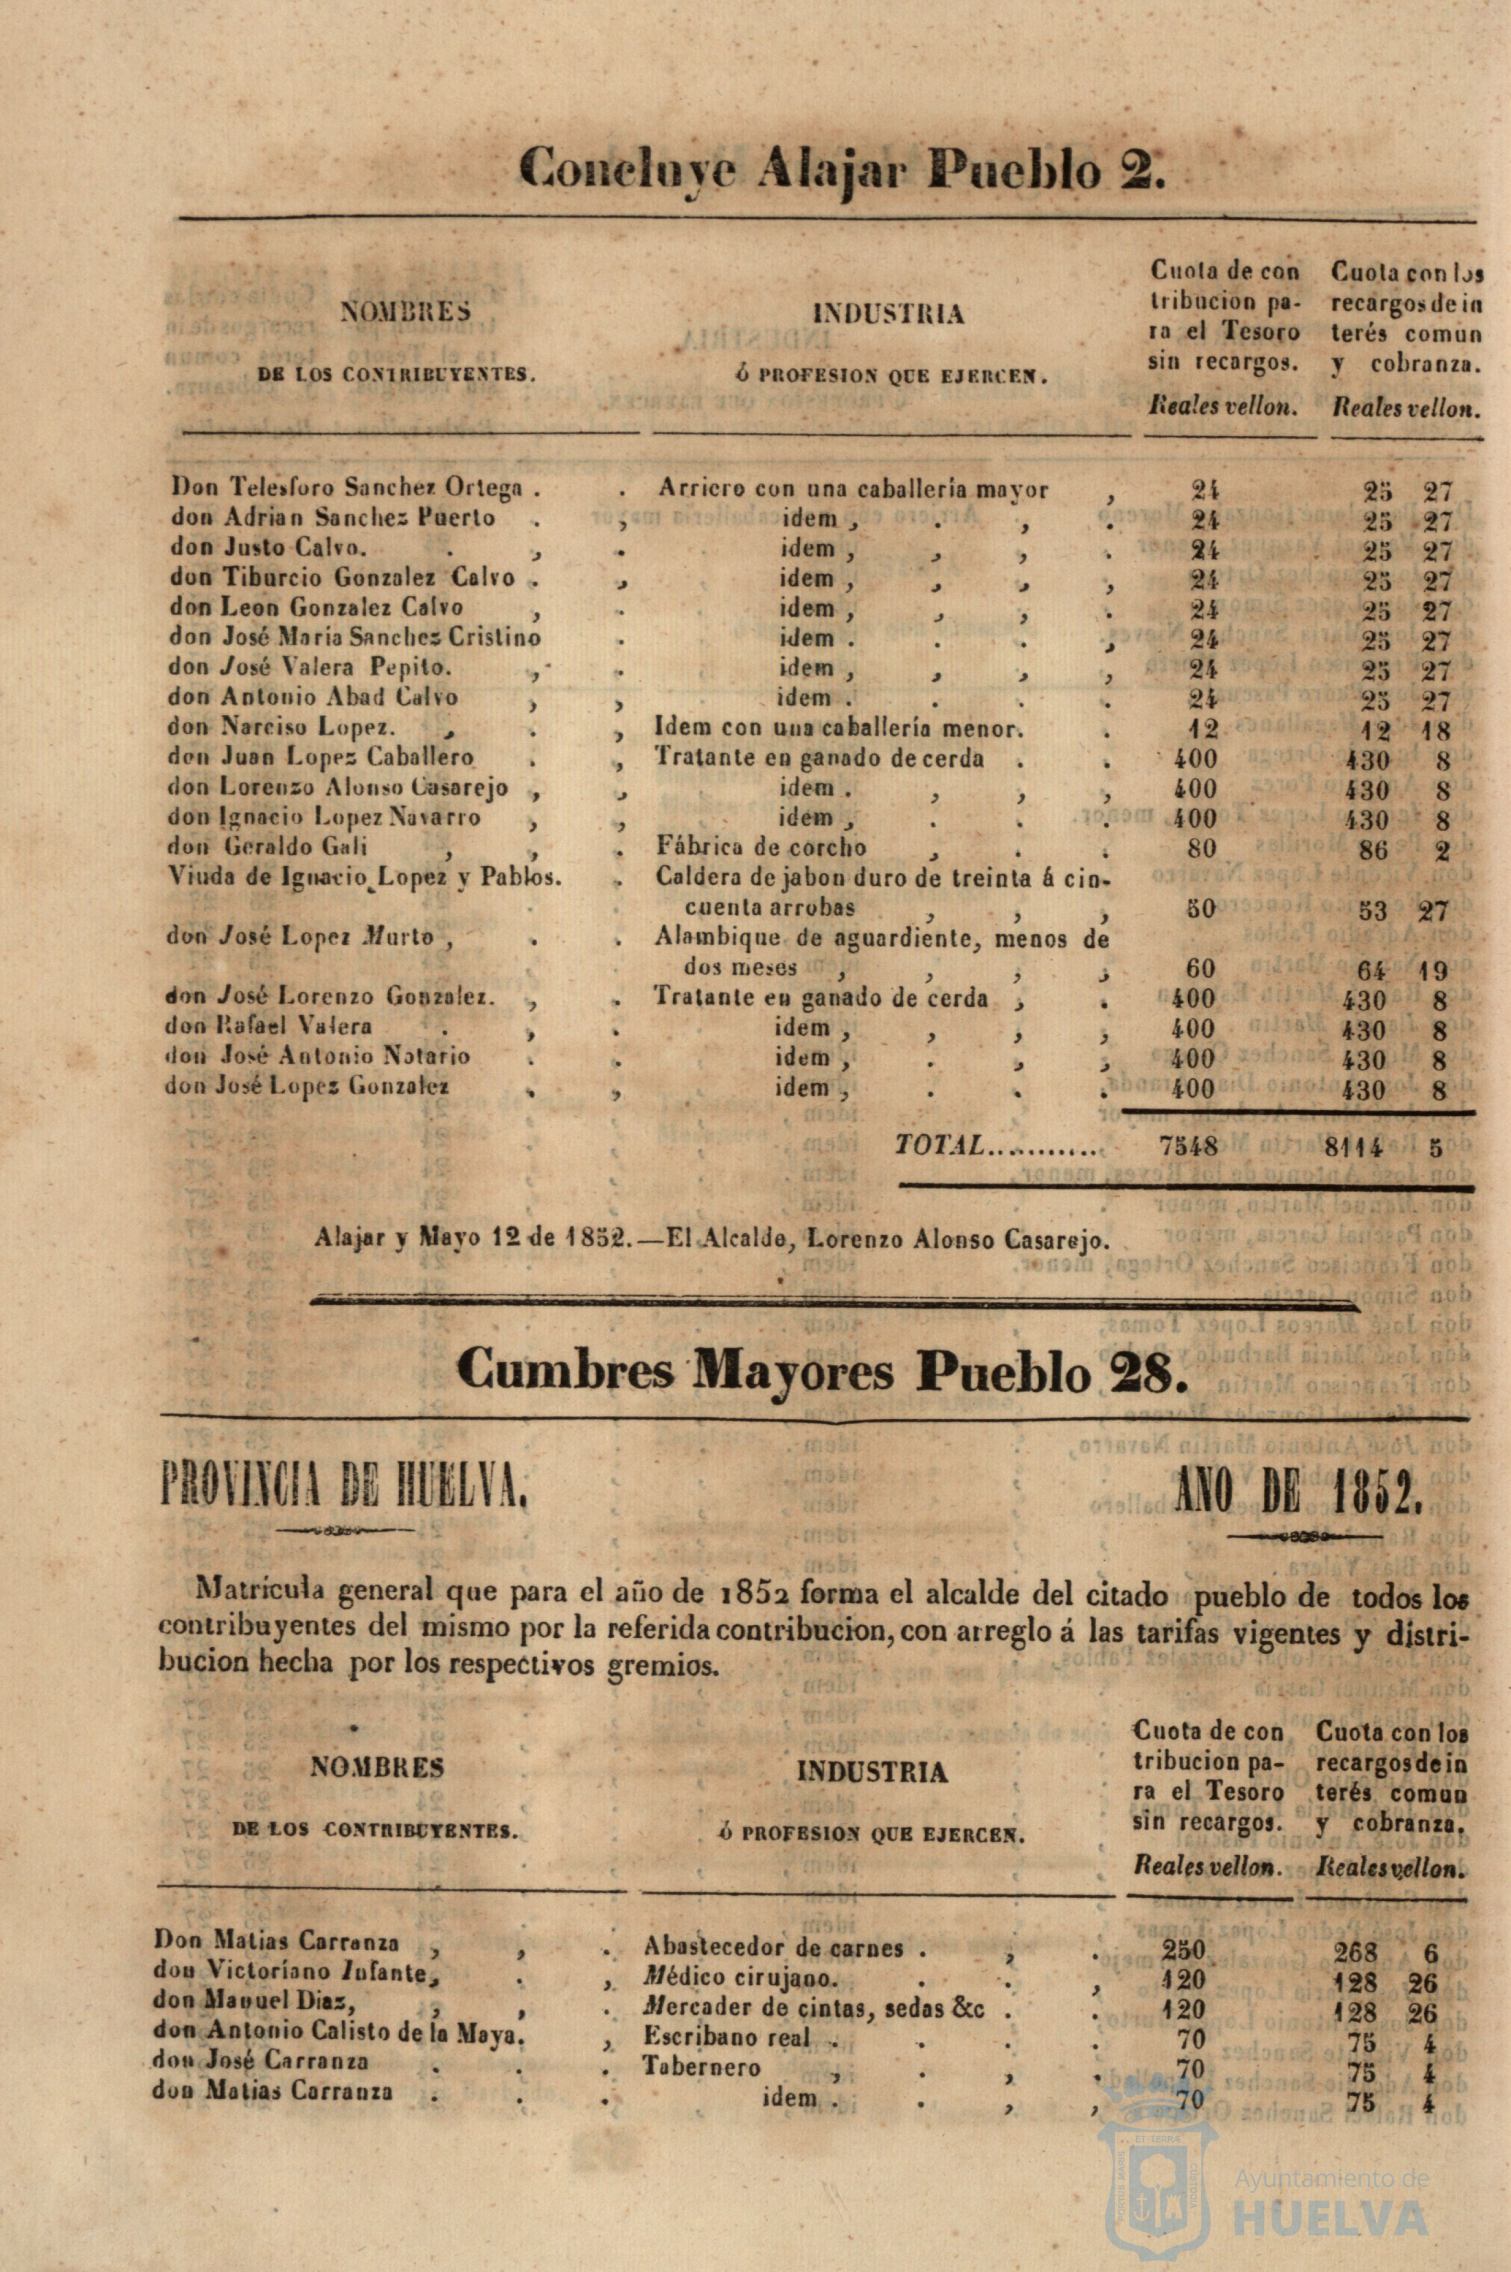 Concluye Alajar Pueblo 2.
NOMBRES
DE LOS CONTRIBUYENTES.
INDUSTRIA
Ó PROFESION QUE EJERCEN.
Cuota de con
tribucion pa-
ra el Tesoro
sin recargos.
Reales vellon.
Cuota con los
recargos de in
terés comun
y cobranza.
Reales vellon.
Don Telesforo Sanchez Ortega . . Arriero con una caballería mayor , 24 25 27
don Adrian Sanchez Puerto . , idem , . , . 24 25 27
don Justo Calvo. . , . idem , , , . 24 25 27
don Tiburcio Gonzalez Calvo . , idem , , , , 24 25 27
don Leon Gonzalez Calvo , . idem , , , . 24 25 27
don José Maria Sanchez Cristino . idem . . . , 24 25 27
don José Valera Pepito. , . idem , , , , 24 25 27
don Antonio Abad Calvo , , idem . . . . 24 25 27
don Narciso Lopez. , . , Idem con una caballería menor. . 12 12 18
don Juan Lopez Caballero . , Tratante en ganado de cerda . . 400 430 8
don Lorenzo Alonso Casarejo , , idem . , , , 400 430 8
don Ignacio Lopez Navarro , , idem , . . . 400 430 8
don Geraldo Gali , , . Fábrica de corcho , . . 80 86 2
Viuda de Ignacio Lopez y Pablos. . Caldera de jabon duro de treinta á cin-
cuenta arrobas , , , 50 53 27
don José Lopez Murto , . . Alambique de aguardiente, menos de
dos meses , , , , 60 64 19
don José Lorenzo Gonzalez. , . Tratante en ganado de cerda , . 400 430 8
don Rafael Valera . , . idem , , , , 400 430 8
don José Antonio Notario . . idem , . , , 400 430 8
don José Lopez Gonzalez , , idem , . . . 400 430 8
TOTAL........... 7548 8114 5
Alajar y Mayo 12 de 1852.—El Alcalde, Lorenzo Alonso Casarejo.
Cumbres Mayores Pueblo 28.
PROVINCIA DE HUELVA.
AÑO DE 1852.
Matrícula general que para el año de 1852 forma el alcalde del citado pueblo de todos los
contribuyentes del mismo por la referida contribucion, con arreglo á las tarifas vigentes y distri-
bucion hecha por los respectivos gremios.
NOMBRES
DE LOS CONTRIBUYENTES.
INDUSTRIA
Ó PROFESION QUE EJERCEN.
Cuota de con
tribucion pa-
ra el Tesoro
sin recargos.
Reales vellon.
Cuota con los
recargos de in
terés comun
y cobranza.
Reales vellon.
Don Matias Carranza , , . Abastecedor de carnes . , . 250 268 6
don Victoriano Infante, . , Médico cirujano. . . , 120 128 26
don Manuel Diaz, , , . Mercader de cintas, sedas &c . . 120 128 26
don Antonio Calisto de la Maya. , Escribano real . . . . 70 75 4
don José Carranza . . . Tabernero , . , . 70 75 4
don Matias Carranza . . . idem . . , , 70 75 4
Ayuntamiento de
HUELVA